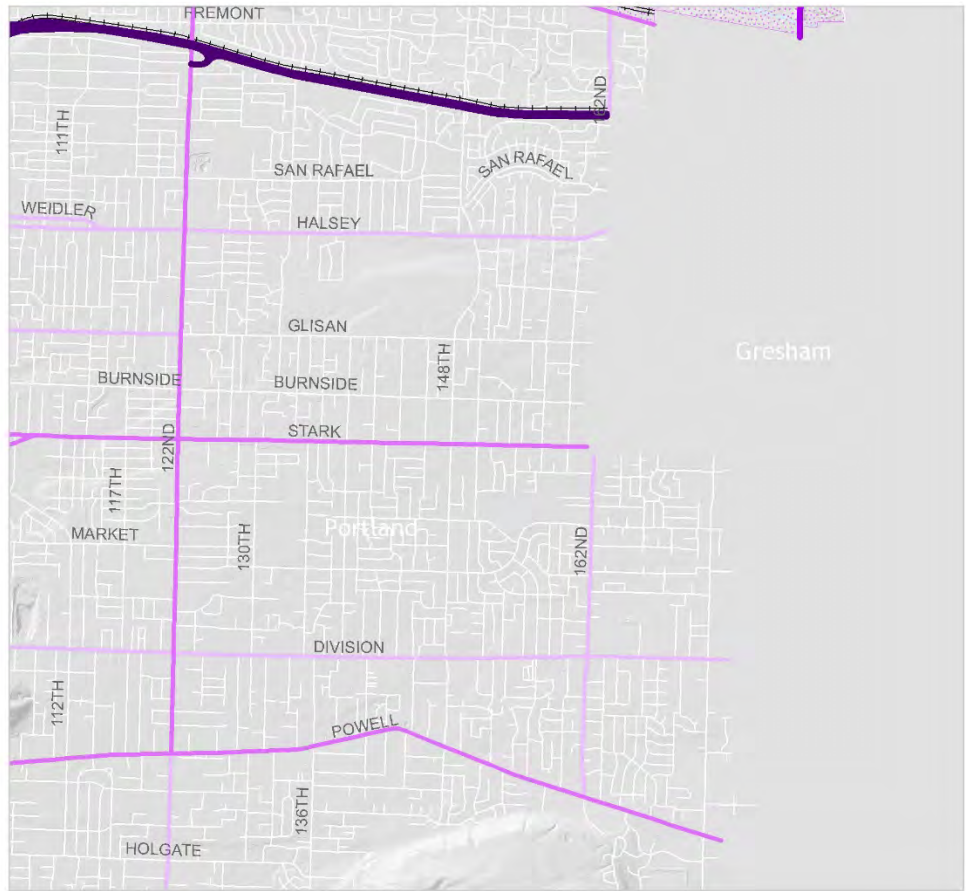 FREMONT
162ND
111TH
SAN RAFAEL
SAN RAFAEL
WEIDLER
HALSEY
GLISAN
148TH
Gresham
BURNSIDE
BURNSIDE
STARK
122ND
117TH
130TH
Portland
MARKET
162ND
DIVISION
112TH
POWELL
136TH
HOLGATE